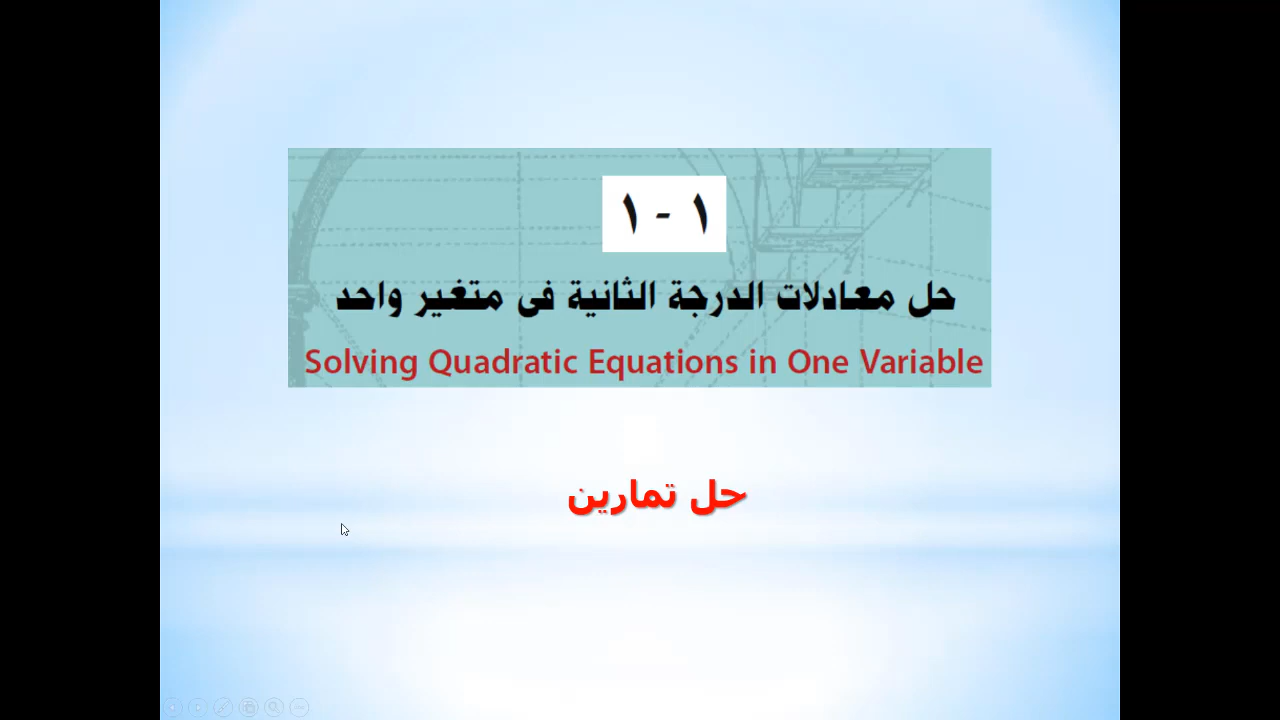 ١ - ١
حل معادلات الدرجة الثانية فى متغير واحد
Solving Quadratic Equations in One Variable
حل تمارين